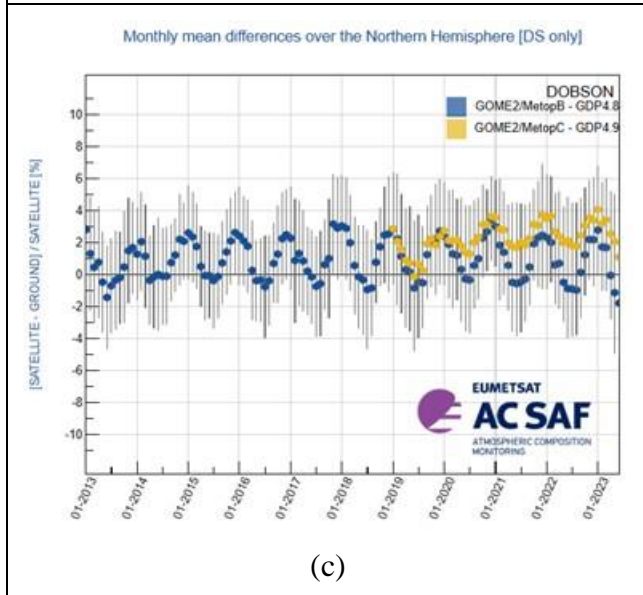 Monthly mean differences over the Northern Hemisphere [DS only]
DOBSON
GOME2/MetopB - GDP4.8
GOME2/MetopC - GDP4.9
[SATELLITE - GROUND] / SATELLITE [%]
10
8
6
4
2
0
-2
-4
-6
-8
-10
EUMETSAT
AC SAF
ATMOSPHERIC COMPOSITION
MONITORING
01-2013
01-2014
01-2015
01-2016
01-2017
01-2018
01-2019
01-2020
01-2021
01-2022
01-2023
(c)